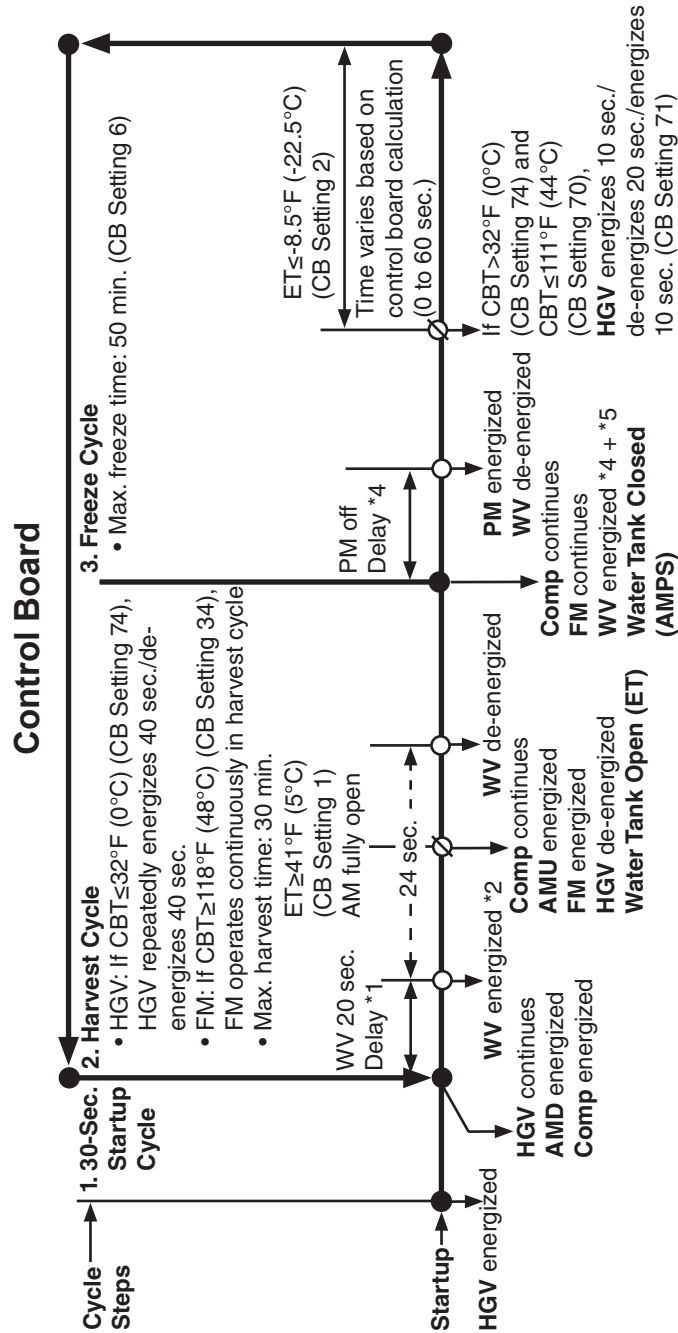 Control Board
Cycle
Steps
1. 30-Sec.
Startup
Cycle
2. Harvest Cycle
• HGV: If CBT≤32°F (0°C) (CB Setting 74),
HGV repeatedly energizes 40 sec./de-
energizes 40 sec.
• FM: If CBT≥118°F (48°C) (CB Setting 34),
FM operates continuously in harvest cycle
• Max. harvest time: 30 min.
3. Freeze Cycle
• Max. freeze time: 50 min. (CB Setting 6)
WV 20 sec.
Delay *1
ET≥41°F (5°C)
(CB Setting 1)
AM fully open
24 sec.
PM off
Delay *4
ET≤-8.5°F (-22.5°C)
(CB Setting 2)
Time varies based on
control board calculation
(0 to 60 sec.)
Startup
HGV energized
HGV continues
AMD energized
Comp energized
WV energized *2
Comp continues
AMU energized
FM energized
HGV de-energized
Water Tank Open (ET)
WV de-energized
Comp continues
FM continues
WV energized *4 + *5
Water Tank Closed
(AMPS)
PM energized
WV de-energized
If CBT>32°F (0°C)
(CB Setting 74) and
CBT≤111°F (44°C)
(CB Setting 70),
HGV energizes 10 sec./
de-energizes 20 sec./energizes
10 sec. (CB Setting 71)